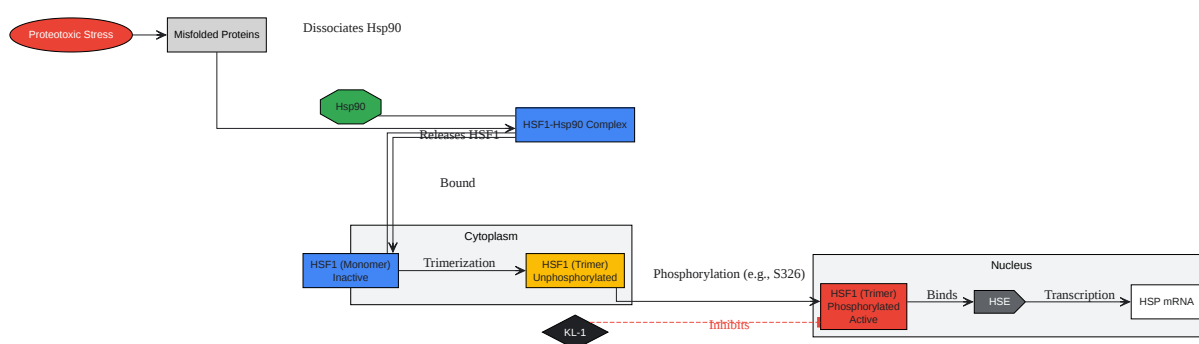 Dissociates Hsp90
Proteotoxic Stress
Misfolded Proteins
Hsp90
HSF1-Hsp90 Complex
Releases HSF1
Bound
Cytoplasm
HSF1 (Monomer)
Inactive
Trimerization
HSF1 (Trimer)
Unphosphorylated
Phosphorylation (e.g., S326)
Nucleus
HSF1 (Trimer)
Phosphorylated
Active
Binds
HSE
Transcription
HSP mRNA
KL-1
Inhibits